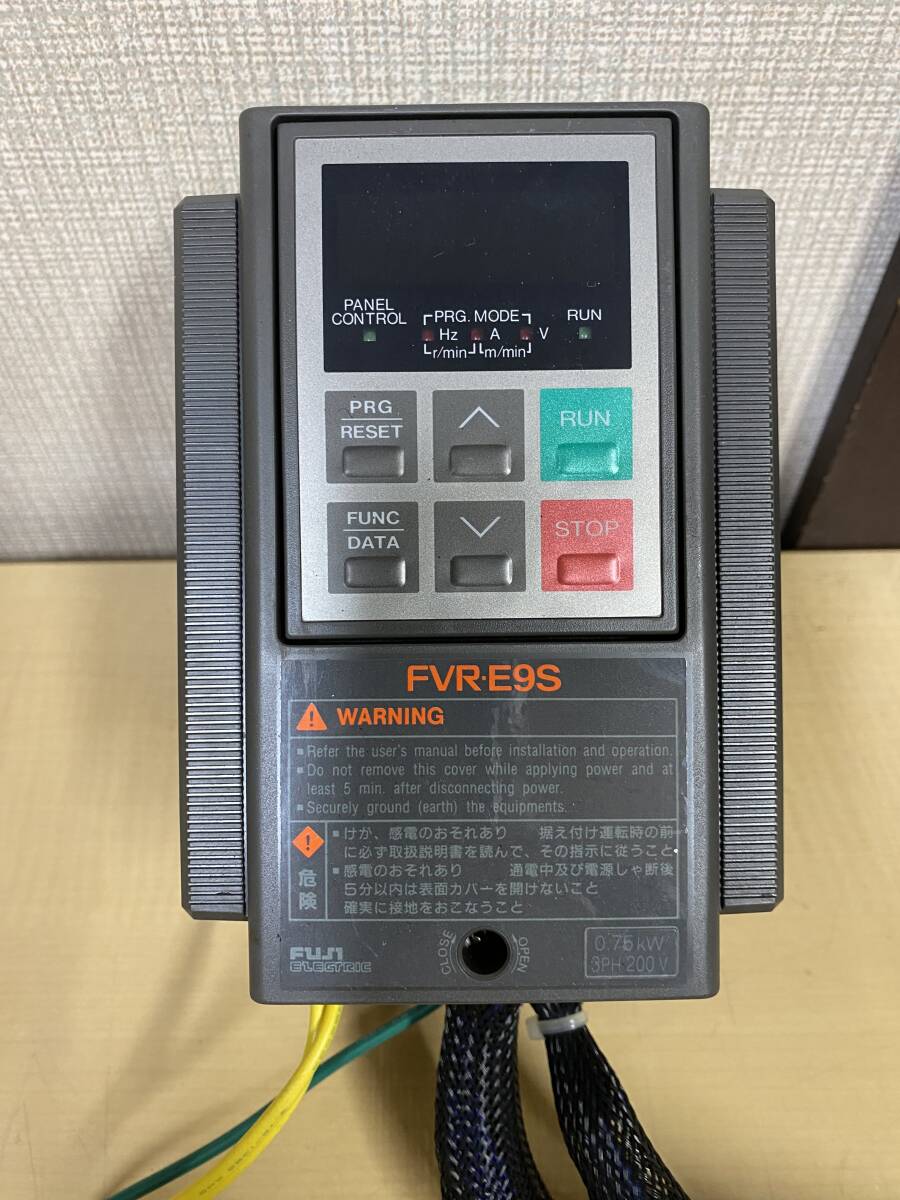 PANEL
CONTROL
PRG. MODE
RUN
Hz A V
r/min m/min
PRG
RESET
RUN
FUNC
DATA
STOP
FVR·E9S
WARNING
▪Refer the user's manual before installation and operation.
▪Do not remove this cover while applying power and at
least 5 min. after disconnecting power.
▪Securely ground (earth) the equipments.
危険
▪けが、感電のおそれあり 据え付け運転時の前
に必ず取扱説明書を読んで、その指示に従うこと
▪感電のおそれあり 通電中及び電源しゃ断後
5分以内は表面カバーを開けないこと
確実に接地をおこなうこと
FUJI
ELECTRIC
CLOSE
OPEN
0.75kW
3PH·200V